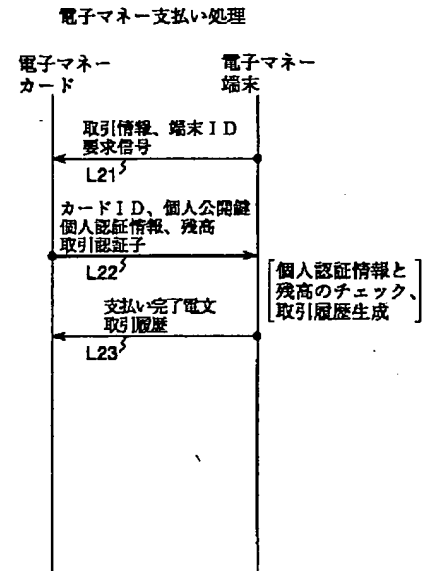 電子マネー支払い処理
電子マネー
カード
電子マネー
端末
取引情報、端末ID
要求信号
L21
カードID、個人公開鍵
個人認証情報、残高
取引認証子
L22
個人認証情報と
残高のチェック、
取引履歴生成
支払い完了電文
取引履歴
L23